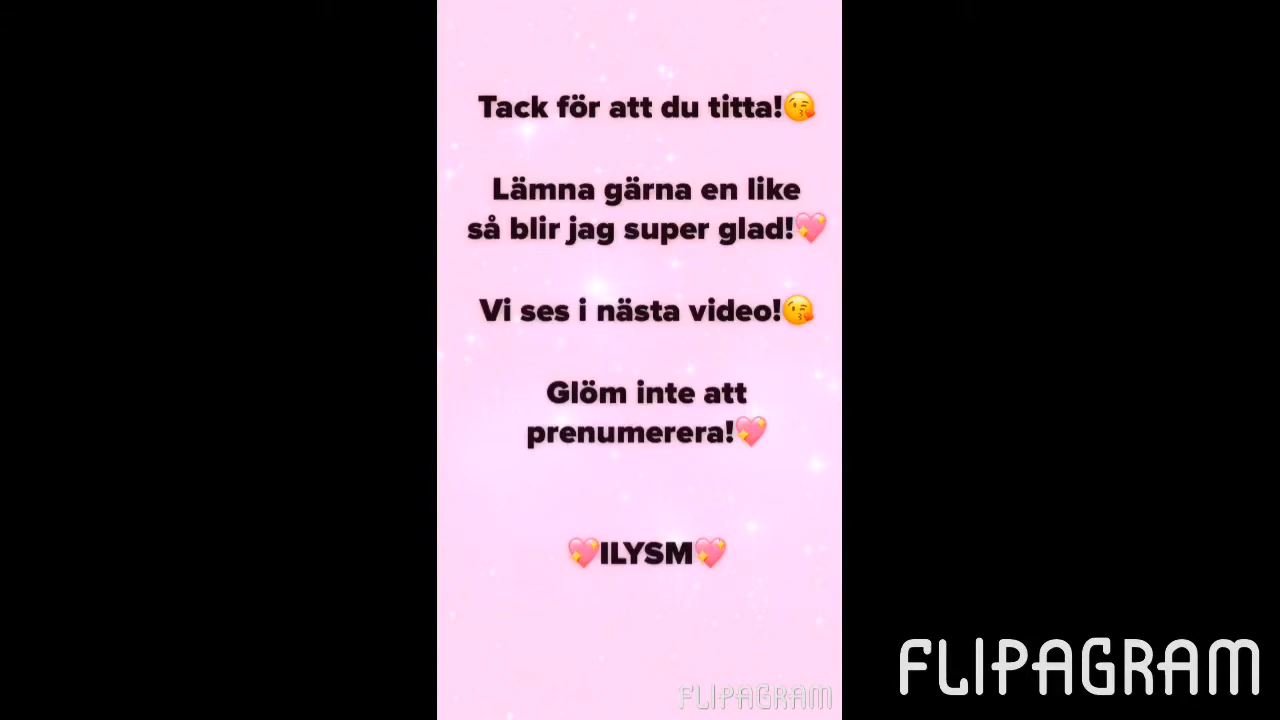 Tack för att du titta!😘
Lämna gärna en like
så blir jag super glad!💖
Vi ses i nästa video!😘
Glöm inte att
prenumerera!💖
💖ILYSM💖
FLIPAGRAM
FLIPAGRAM